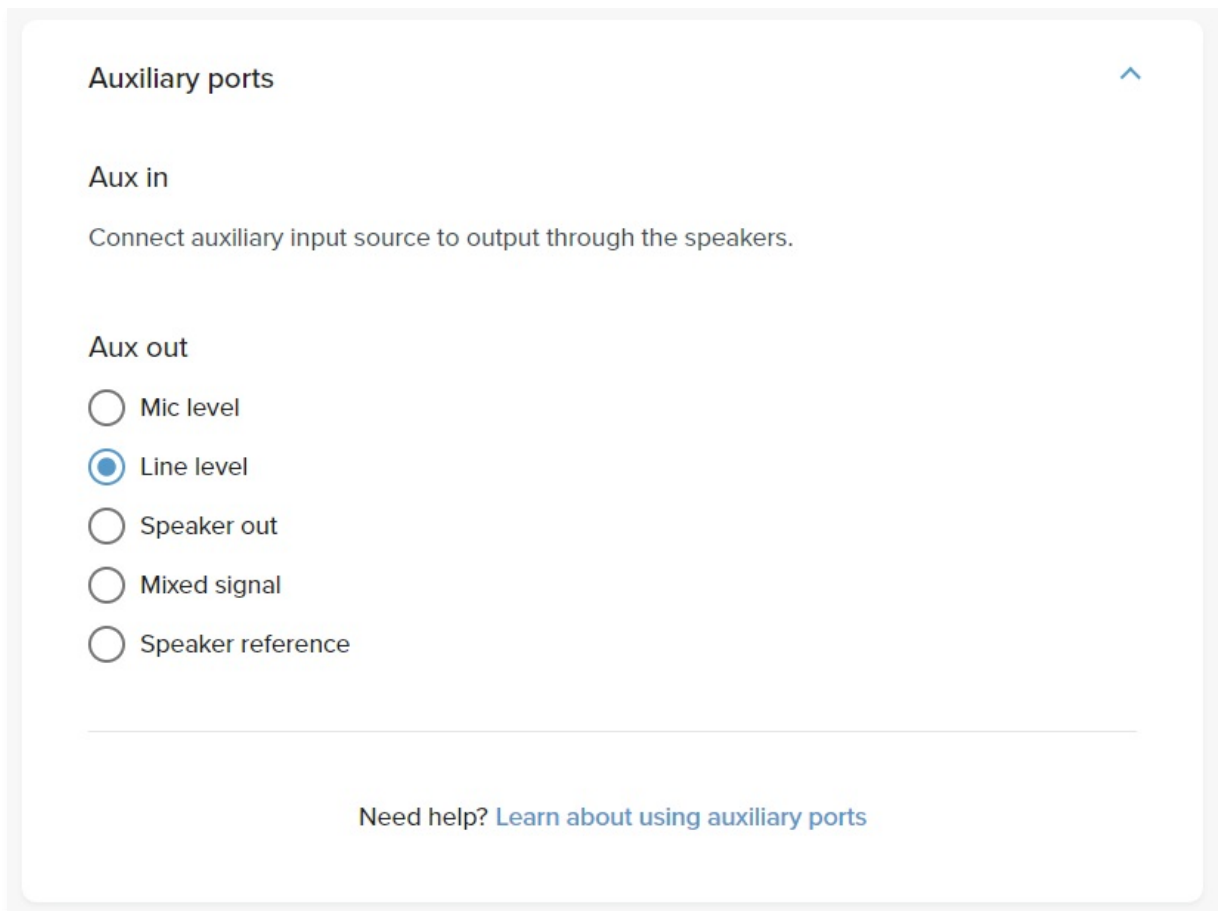 Auxiliary ports
Aux in
Connect auxiliary input source to output through the speakers.
Aux out
Mic level
Line level
Speaker out
Mixed signal
Speaker reference
Need help? Learn about using auxiliary ports